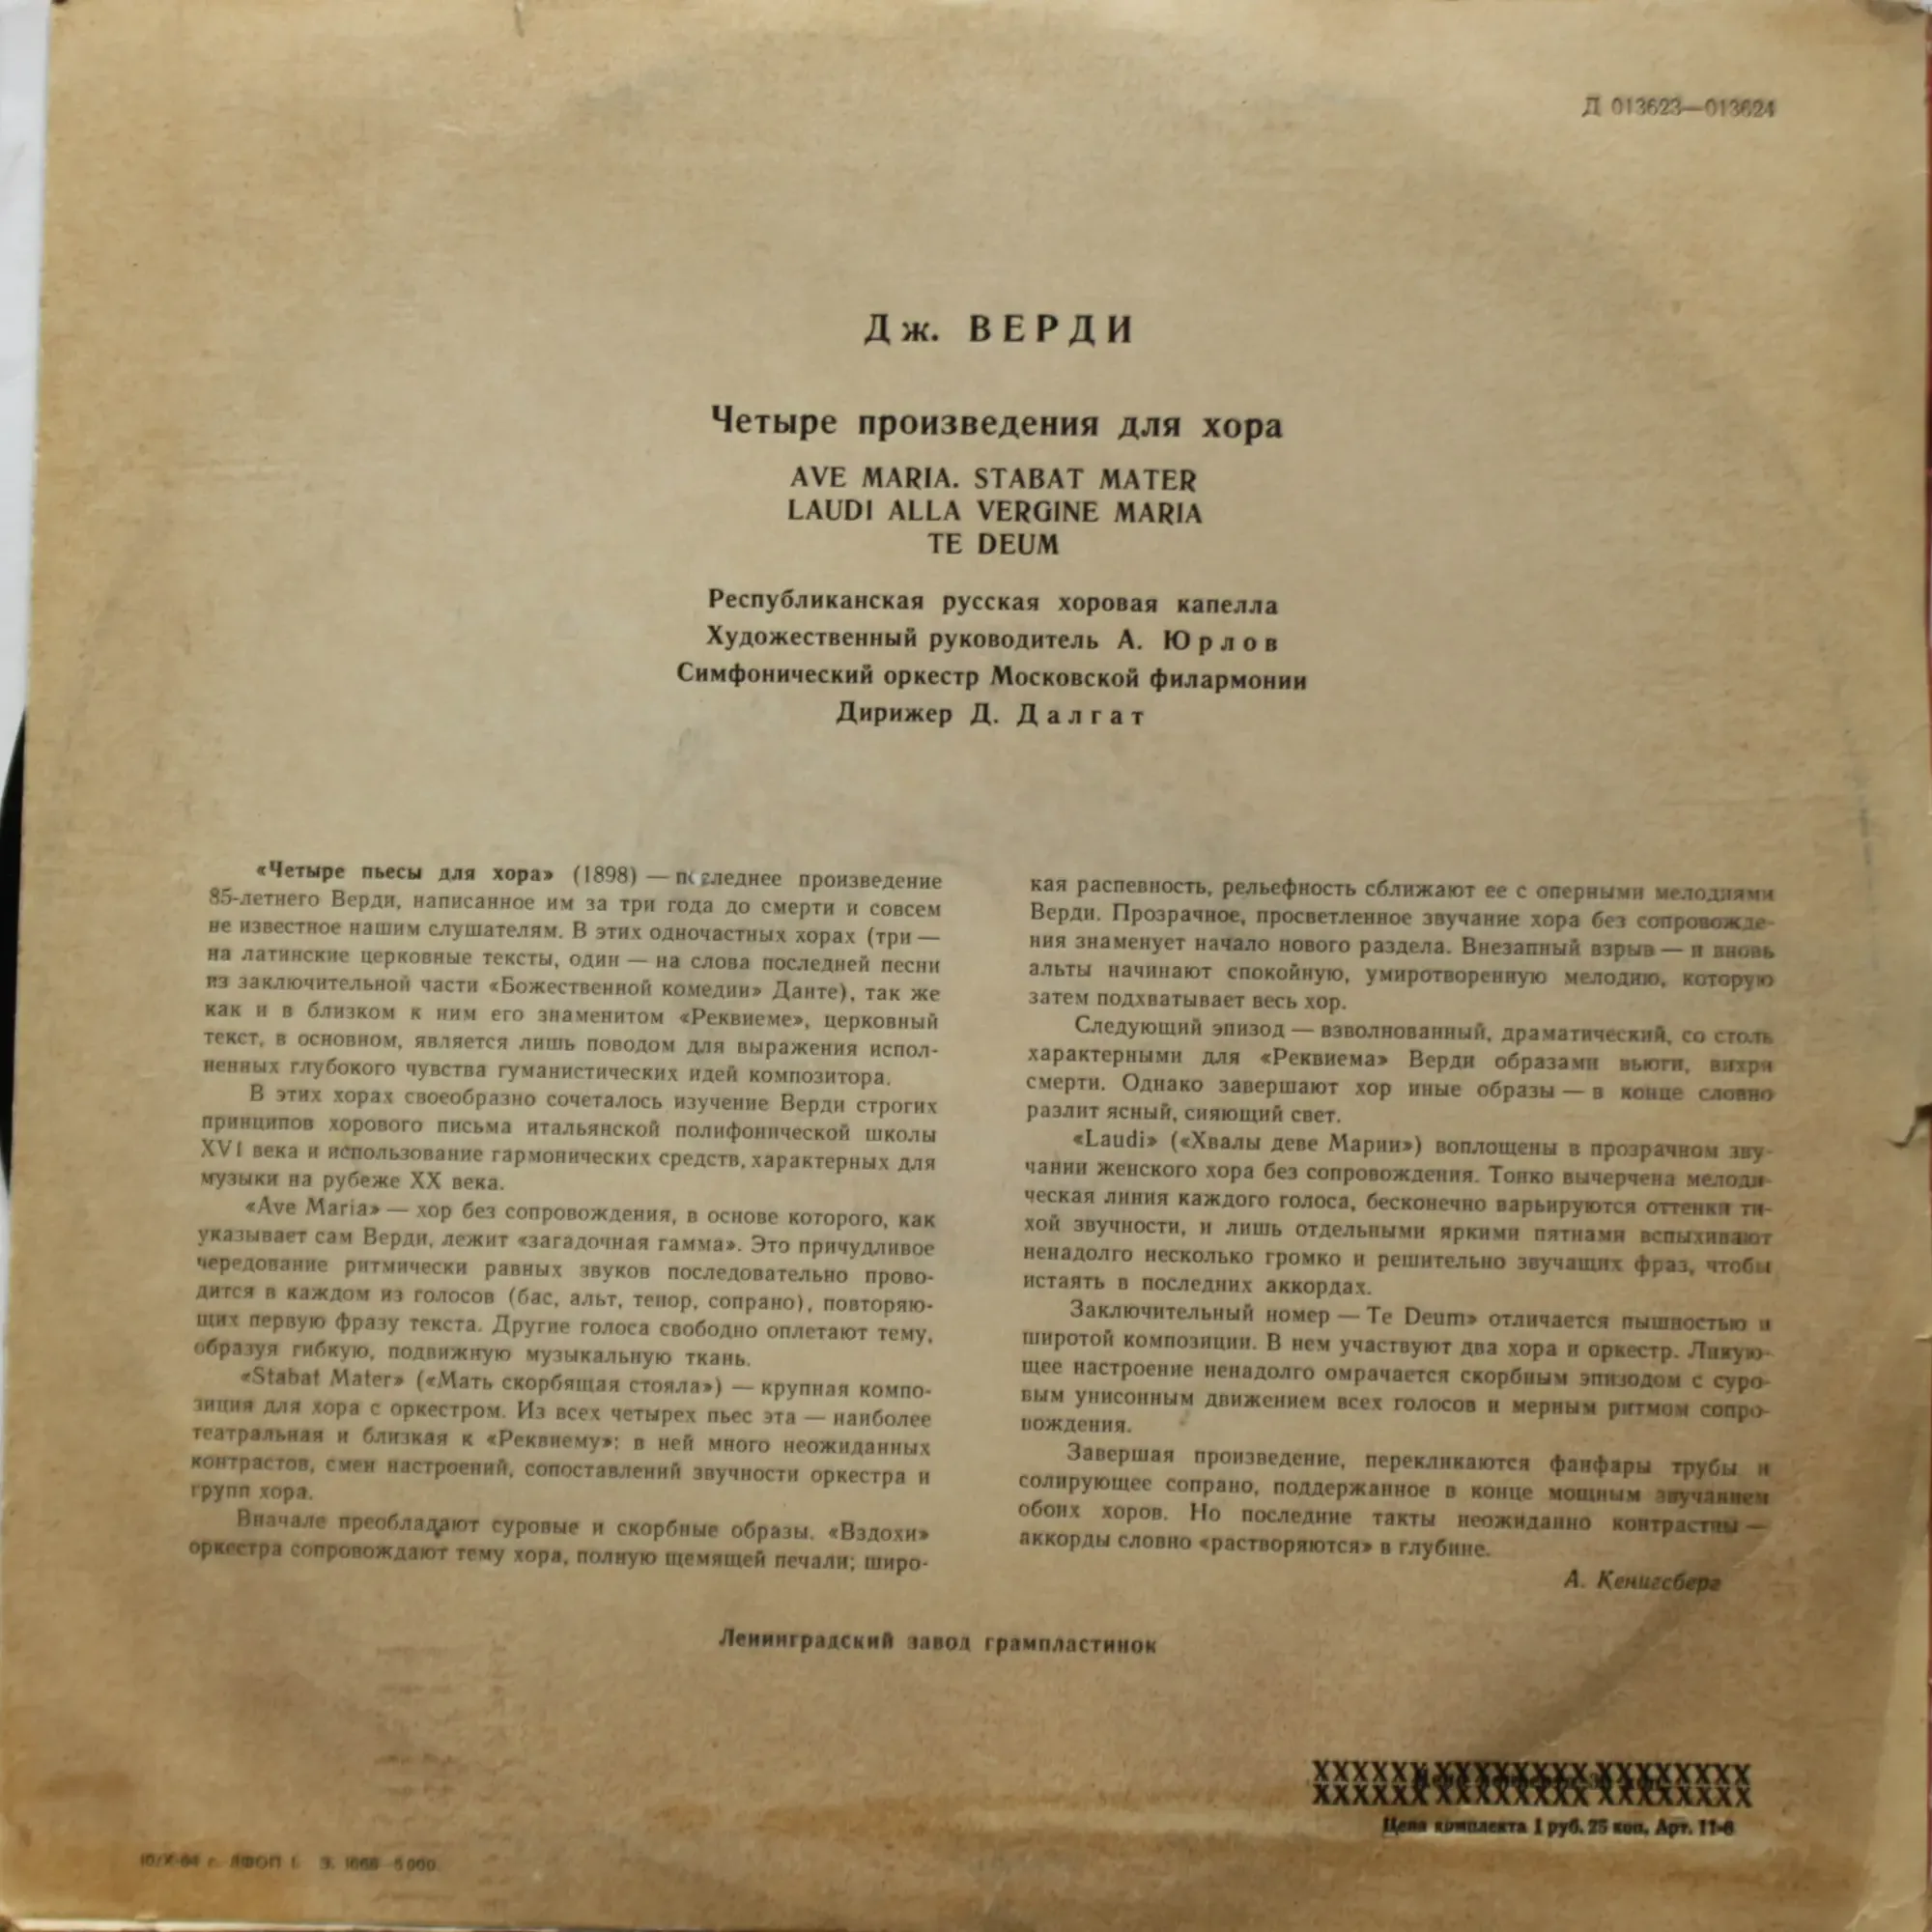 Д 013623—013624
Дж. ВЕРДИ
Четыре произведения для хора
AVE MARIA. STABAT MATER
LAUDI ALLA VERGINE MARIA
TE DEUM
Республиканская русская хоровая капелла
Художественный руководитель А. Юрлов
Симфонический оркестр Московской филармонии
Дирижер Д. Далгат
«Четыре пьесы для хора» (1898) — последнее произведение
85-летнего Верди, написанное им за три года до смерти и совсем
не известное нашим слушателям. В этих одночастных хорах (три —
на латинские церковные тексты, один — на слова последней песни
из заключительной части «Божественной комедии» Данте), так же
как и в близком к ним его знаменитом «Реквиеме», церковный
текст, в основном, является лишь поводом для выражения испол-
ненных глубокого чувства гуманистических идей композитора.
В этих хорах своеобразно сочеталось изучение Верди строгих
принципов хорового письма итальянской полифонической школы
XVI века и использование гармонических средств, характерных для
музыки на рубеже XX века.
«Ave Maria» — хор без сопровождения, в основе которого, как
указывает сам Верди, лежит «загадочная гамма». Это причудливое
чередование ритмически равных звуков последовательно прово-
дится в каждом из голосов (бас, альт, тенор, сопрано), повторяю-
щих первую фразу текста. Другие голоса свободно оплетают тему,
образуя гибкую, подвижную музыкальную ткань.
«Stabat Mater» («Мать скорбящая стояла») — крупная компо-
зиция для хора с оркестром. Из всех четырех пьес эта — наиболее
театральная и близкая к «Реквиему»: в ней много неожиданных
контрастов, смен настроений, сопоставлений звучности оркестра и
групп хора.
Вначале преобладают суровые и скорбные образы. «Вздохи»
оркестра сопровождают тему хора, полную щемящей печали; широ-
кая распевность, рельефность сближают ее с оперными мелодиями
Верди. Прозрачное, просветленное звучание хора без сопровожде-
ния знаменует начало нового раздела. Внезапный взрыв — и вновь
альты начинают спокойную, умиротворенную мелодию, которую
затем подхватывает весь хор.
Следующий эпизод — взволнованный, драматический, со столь
характерными для «Реквиема» Верди образами вьюги, вихря
смерти. Однако завершают хор иные образы — в конце словно
разлит ясный, сияющий свет.
«Laudi» («Хвалы деве Марии») воплощены в прозрачном зву-
чании женского хора без сопровождения. Тонко вычерчена мелоди-
ческая линия каждого голоса, бесконечно варьируются оттенки ти-
хой звучности, и лишь отдельными яркими пятнами вспыхивают
ненадолго несколько громко и решительно звучащих фраз, чтобы
истаять в последних аккордах.
Заключительный номер — Te Deum» отличается пышностью и
широтой композиции. В нем участвуют два хора и оркестр. Ликую-
щее настроение ненадолго омрачается скорбным эпизодом с суро-
вым унисонным движением всех голосов и мерным ритмом сопро-
вождения.
Завершая произведение, перекликаются фанфары трубы и
солирующее сопрано, поддержанное в конце мощным звучанием
обоих хоров. Но последние такты неожиданно контрастны —
аккорды словно «растворяются» в глубине.
А. Кенигсберг
Ленинградский завод грампластинок
XXXXXXXXXXXXXXXXXXXXXX
XXXXXXXXXXXXXXXXXXXXXX
Цена комплекта 1 руб. 25 коп. Арт. 11-6